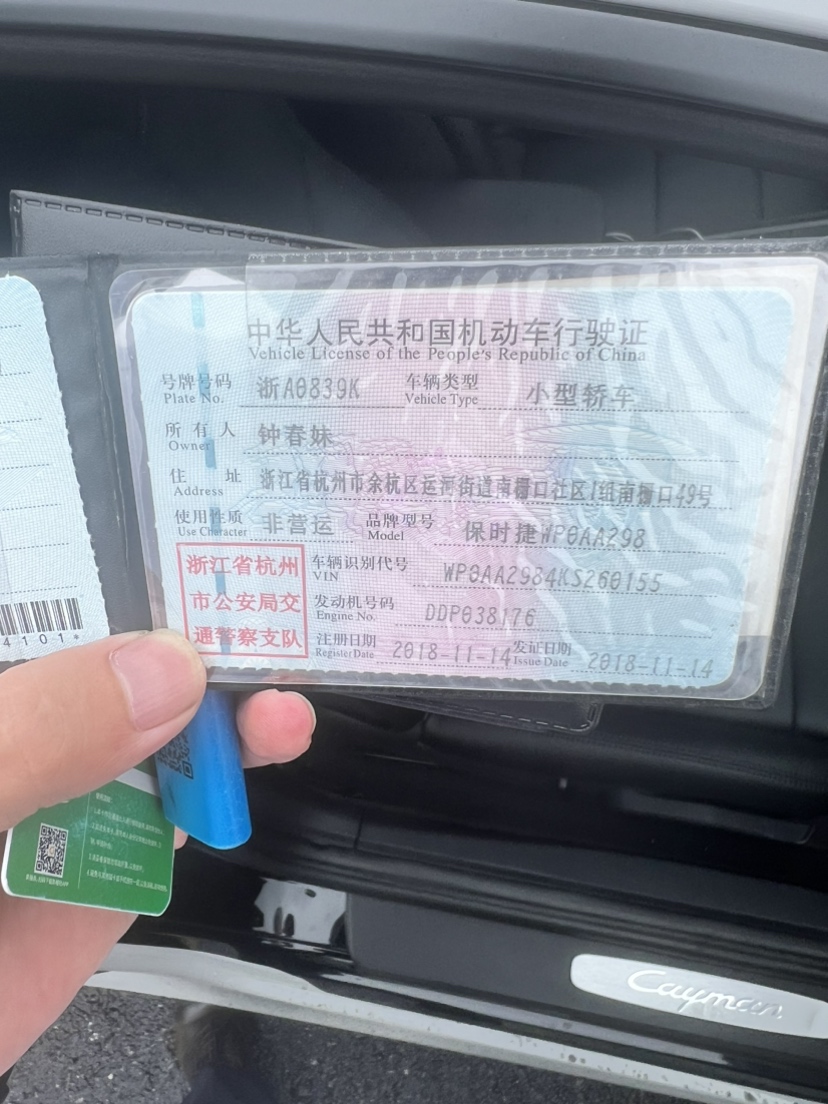 中华人民共和国机动车行驶证
Vehicle License of the People's Republic of China
号牌号码 浙A0839K 车辆类型 小型轿车
Plate No. Vehicle Type
所有人 钟春妹
Owner
住址 浙江省杭州市余杭区运河街道南栅口社区1组南栅口49号
Address
使用性质 非营运 品牌型号 保时捷WP0AA298
Use Character Model
浙江省杭州
市公安局交
通警察支队
车辆识别代号 WP0AA2984KS260155
VIN
发动机号码 DDP038176
Engine No.
注册日期 2018-11-14 发证日期 2018-11-14
Register Date Issue Date
4101*
Cayman